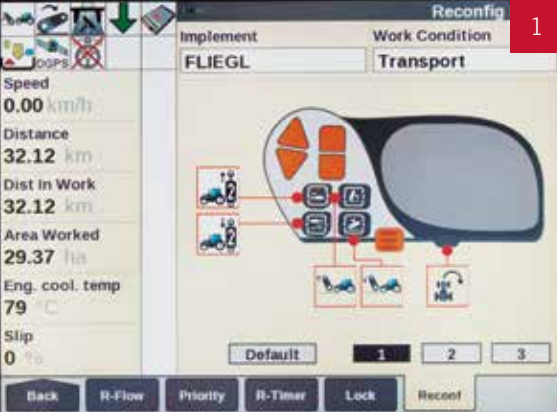 Reconfig
1
Implement
Work Condition
FLIEGL
Transport
DGPS
Speed
0.00 km/h
Distance
32.12 km
Dist In Work
32.12 km
Area Worked
29.37 ha
Eng. cool. temp
79 °C
Slip
0 %
Default
1
2
3
Back
R-Flow
Priority
R-Timer
Lock
Reconf